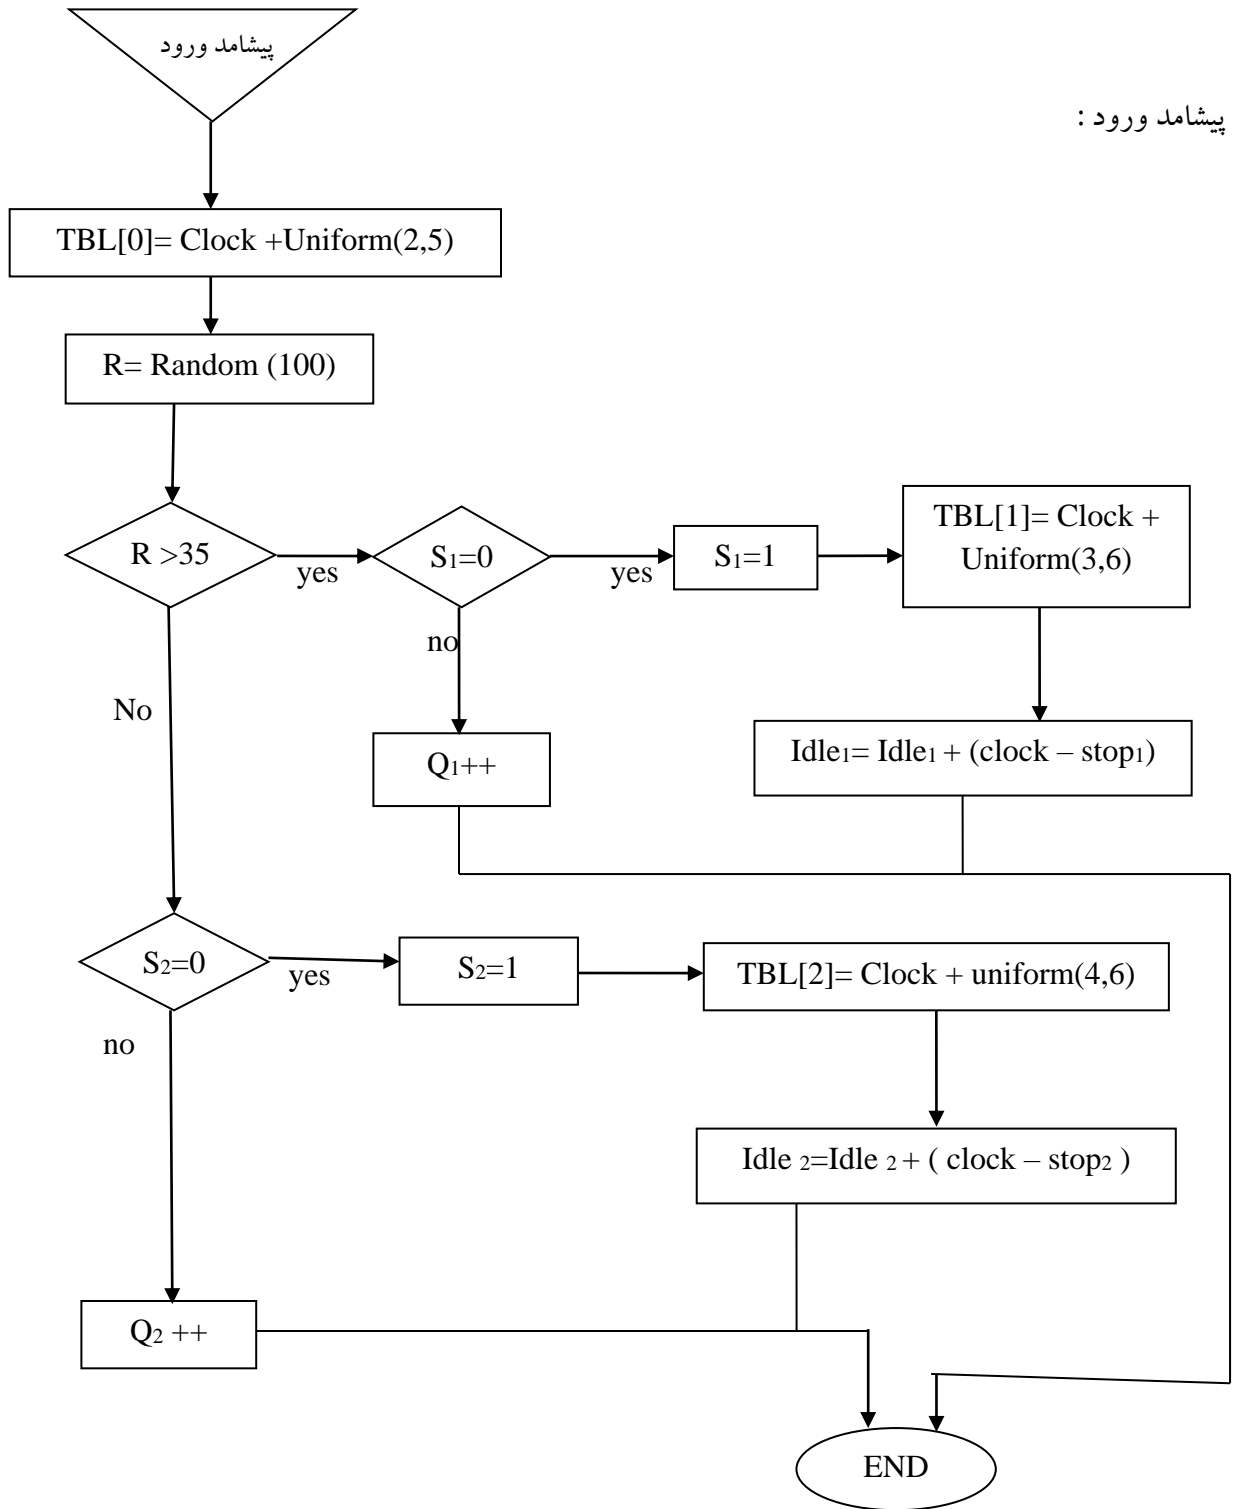 پیشامد ورود
پیشامد ورود :
TBL[0]= Clock +Uniform(2,5)
R= Random (100)
R >35
yes
S₁=0
yes
S₁=1
TBL[1]= Clock +
Uniform(3,6)
no
No
Q₁++
Idle₁= Idle₁ + (clock – stop₁)
S₂=0
yes
S₂=1
TBL[2]= Clock + uniform(4,6)
no
Idle ₂=Idle ₂ + ( clock – stop₂ )
Q₂ ++
END